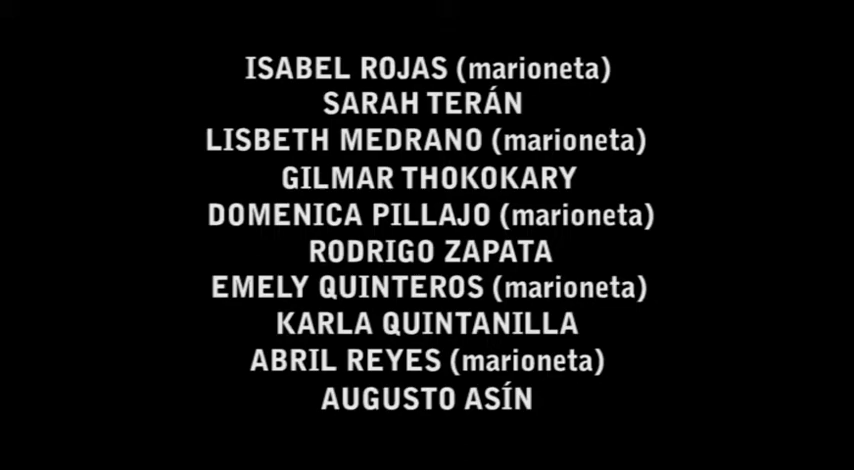 ISABEL ROJAS (marioneta)
SARAH TERÁN
LISBETH MEDRANO (marioneta)
GILMAR THOKOKARY
DOMENICA PILLAJO (marioneta)
RODRIGO ZAPATA
EMELY QUINTEROS (marioneta)
KARLA QUINTANILLA
ABRIL REYES (marioneta)
AUGUSTO ASÍN